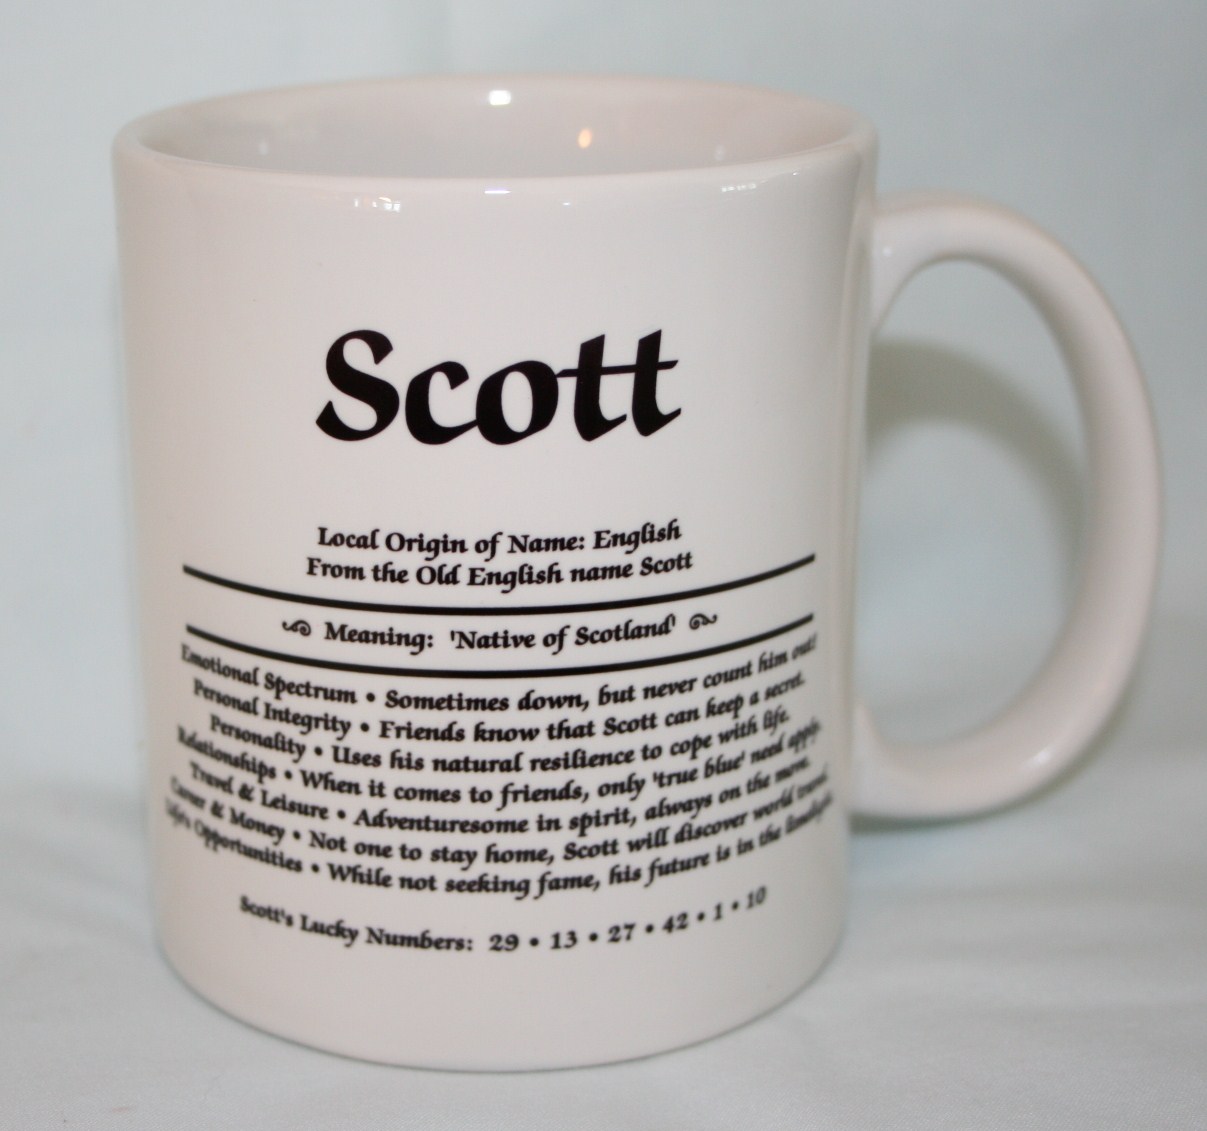 Scott
Local Origin of Name: English
From the Old English name Scott
Meaning: 'Native of Scotland'
Emotional Spectrum • Sometimes down, but never count him out!
Personal Integrity • Friends know that Scott can keep a secret.
Personality • Uses his natural resilience to cope with life.
Relationships • When it comes to friends, only 'true blue' need apply.
Travel & Leisure • Adventuresome in spirit, always on the move.
Career & Money • Not one to stay home, Scott will discover world travel.
Life's Opportunities • While not seeking fame, his future is in the limelight.
Scott's Lucky Numbers: 29 • 13 • 27 • 42 • 1 • 10